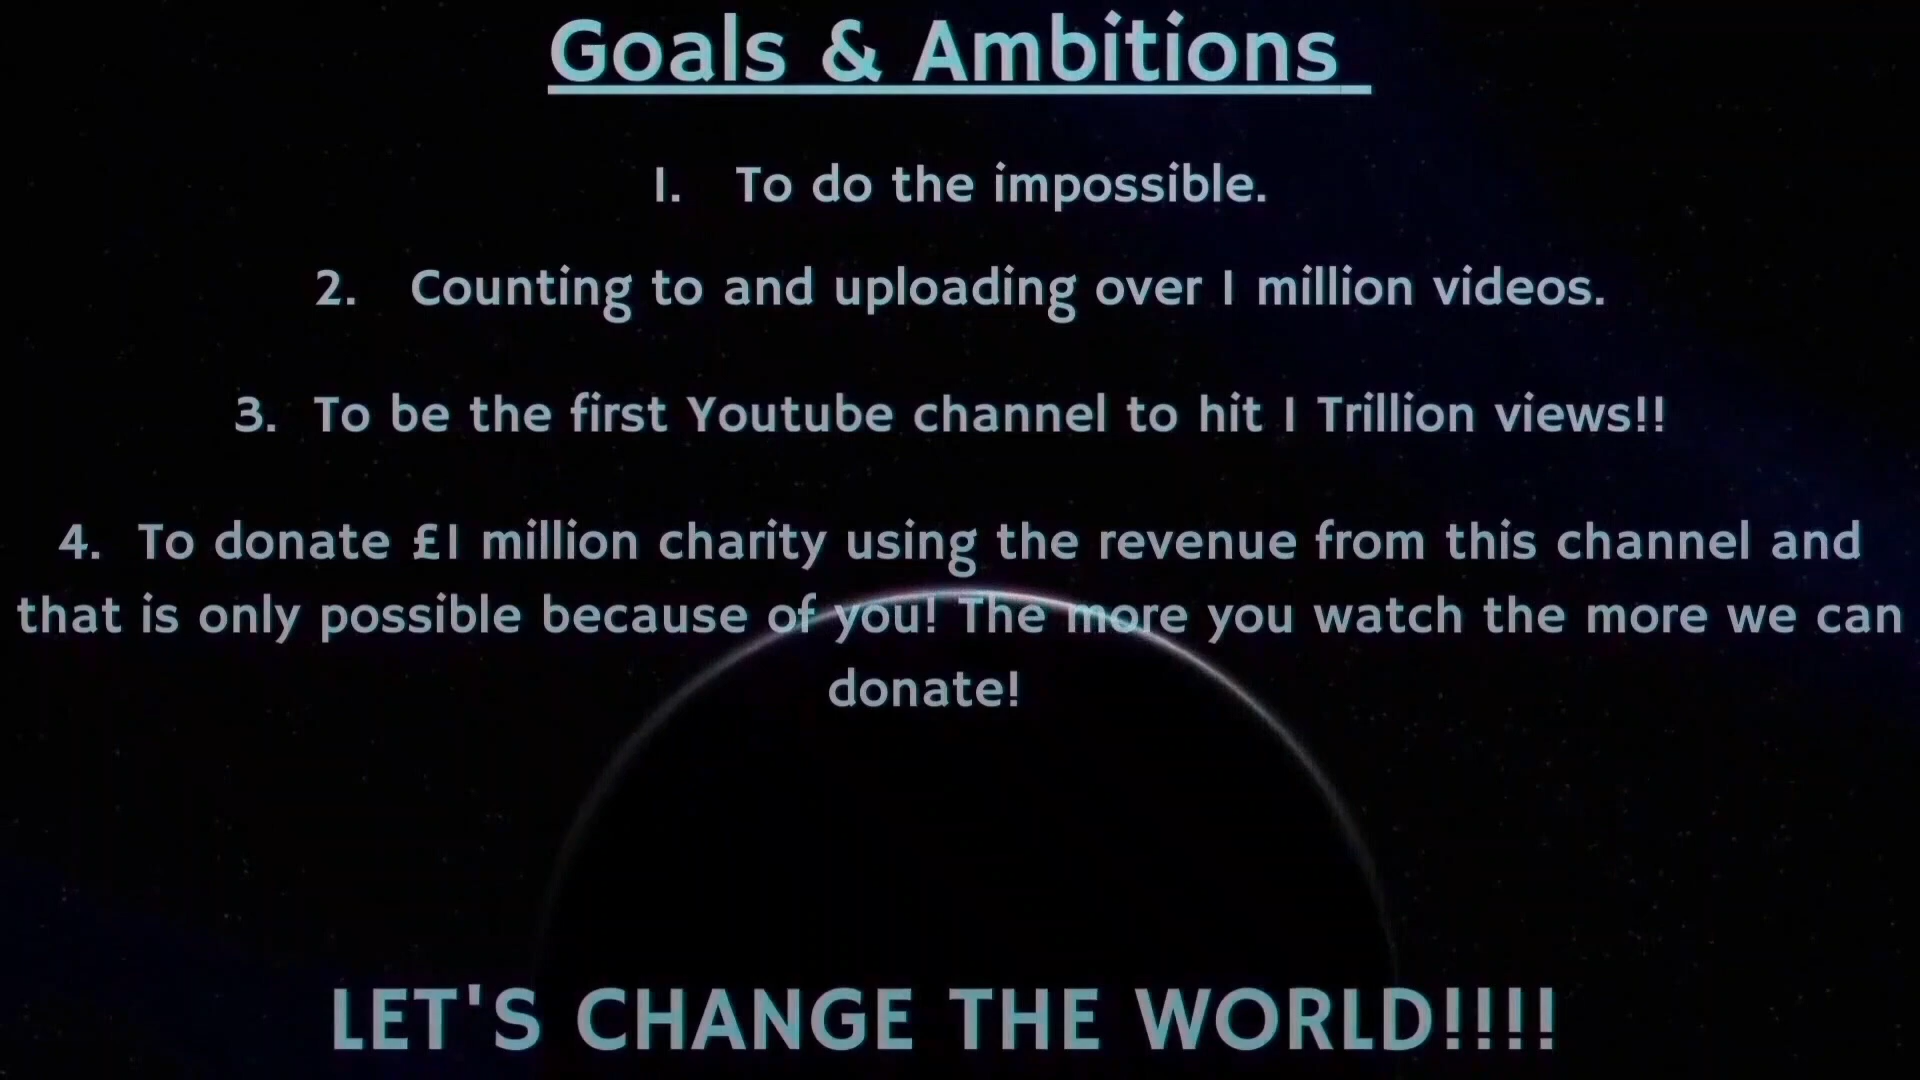 Goals & Ambitions
1. To do the impossible.
2. Counting to and uploading over 1 million videos.
3. To be the first Youtube channel to hit 1 Trillion views!!
4. To donate £1 million charity using the revenue from this channel and
that is only possible because of you! The more you watch the more we can
donate!
LET'S CHANGE THE WORLD!!!!